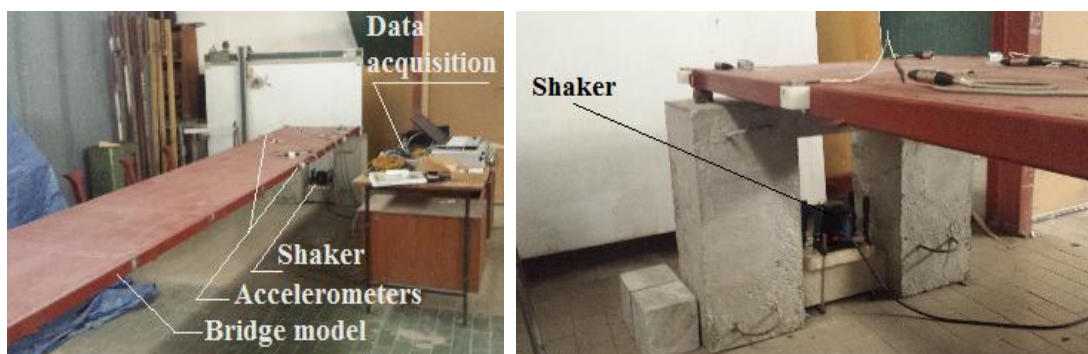 Data
acquisition
Shaker
Accelerometers
Bridge model
Shaker